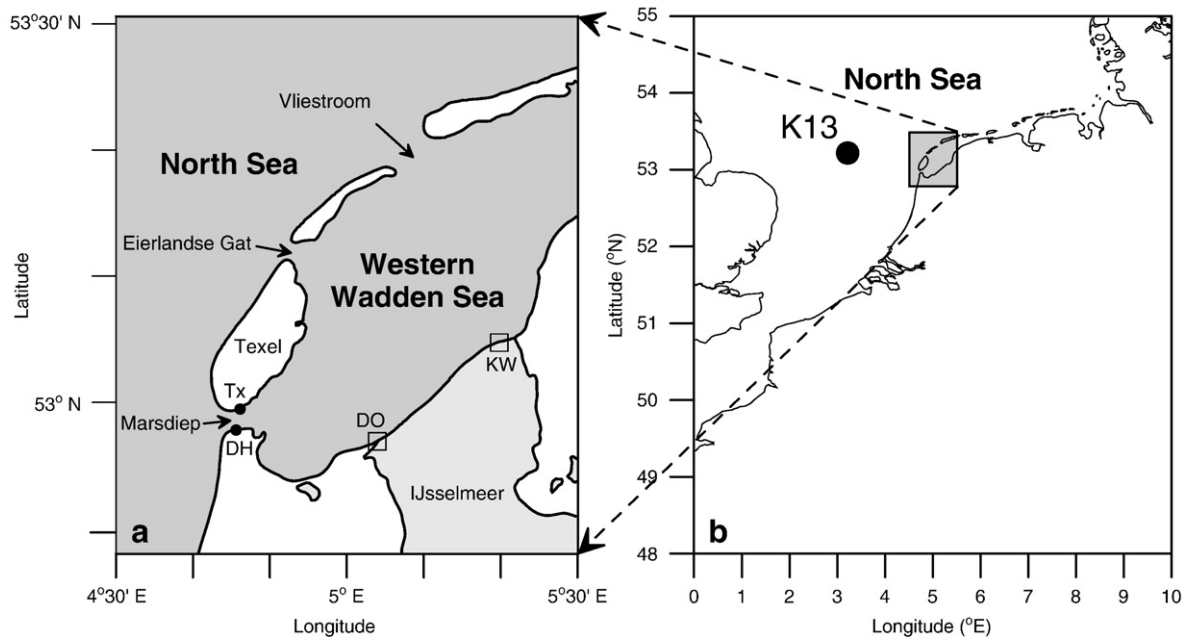 53°30' N
53° N
Latitude
4°30' E
5° E
5°30' E
Longitude
Vliestroom
North Sea
Eierlandse Gat
Western
Wadden Sea
Texel
Tx
Marsdiep
DH
DO
KW
IJsselmeer
a
55
54
53
52
51
50
49
48
Latitude (°N)
North Sea
K13
b
0 1 2 3 4 5 6 7 8 9 10
Longitude (°E)